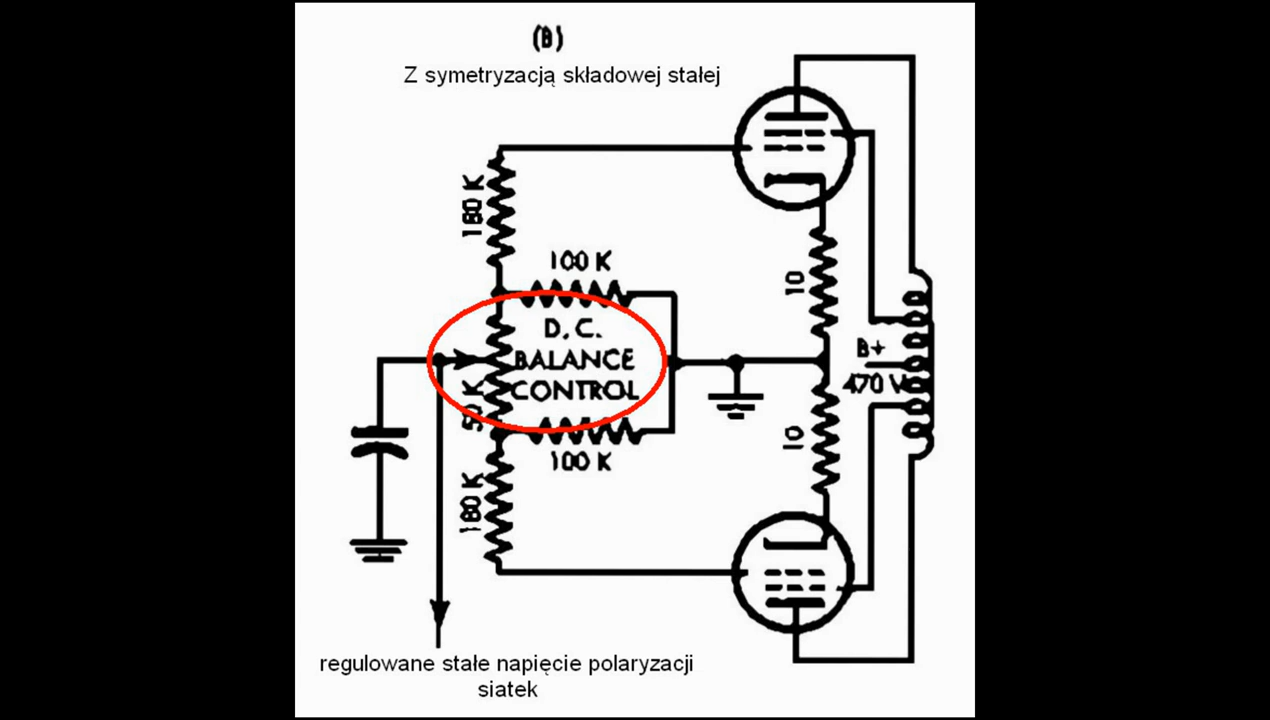 (B)
Z symetryzacją składowej stałej
180 K
100 K
10
D. C.
BALANCE
CONTROL
B+
470 V
50 K
10
100 K
180 K
regulowane stałe napięcie polaryzacji
siatek